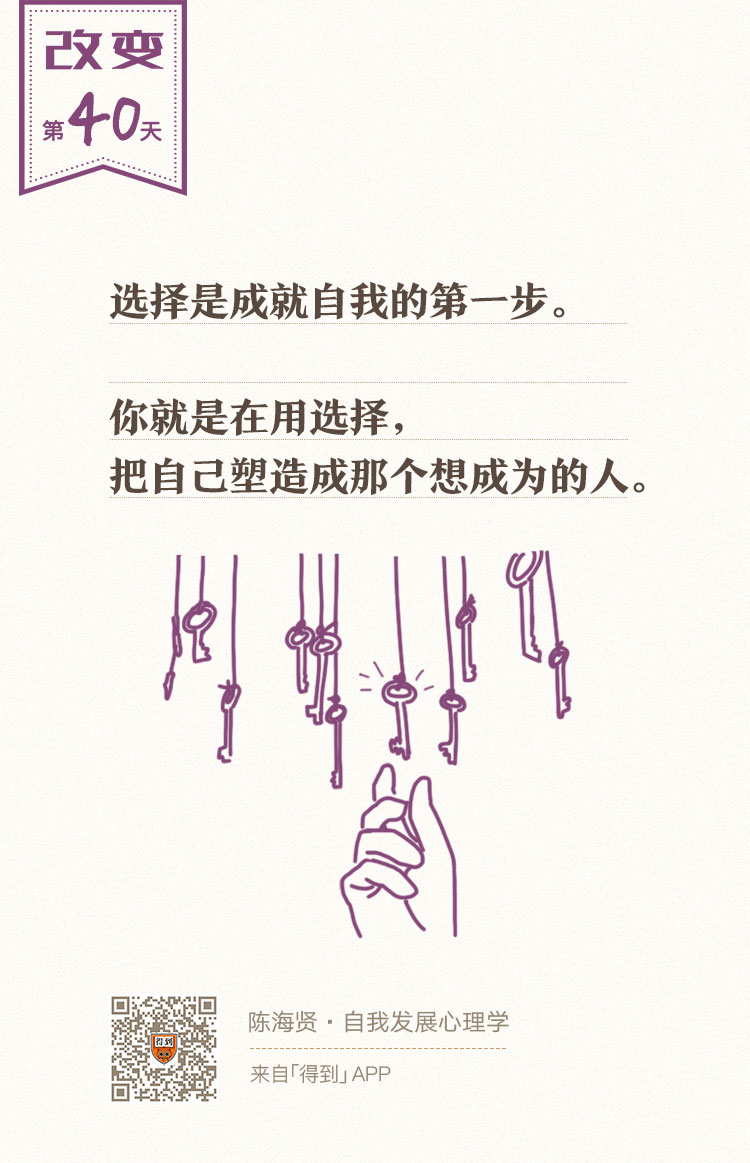 改变
第40天
选择是成就自我的第一步。
你就是在用选择，
把自己塑造成那个想成为的人。
得到
陈海贤·自我发展心理学
来自「得到」APP